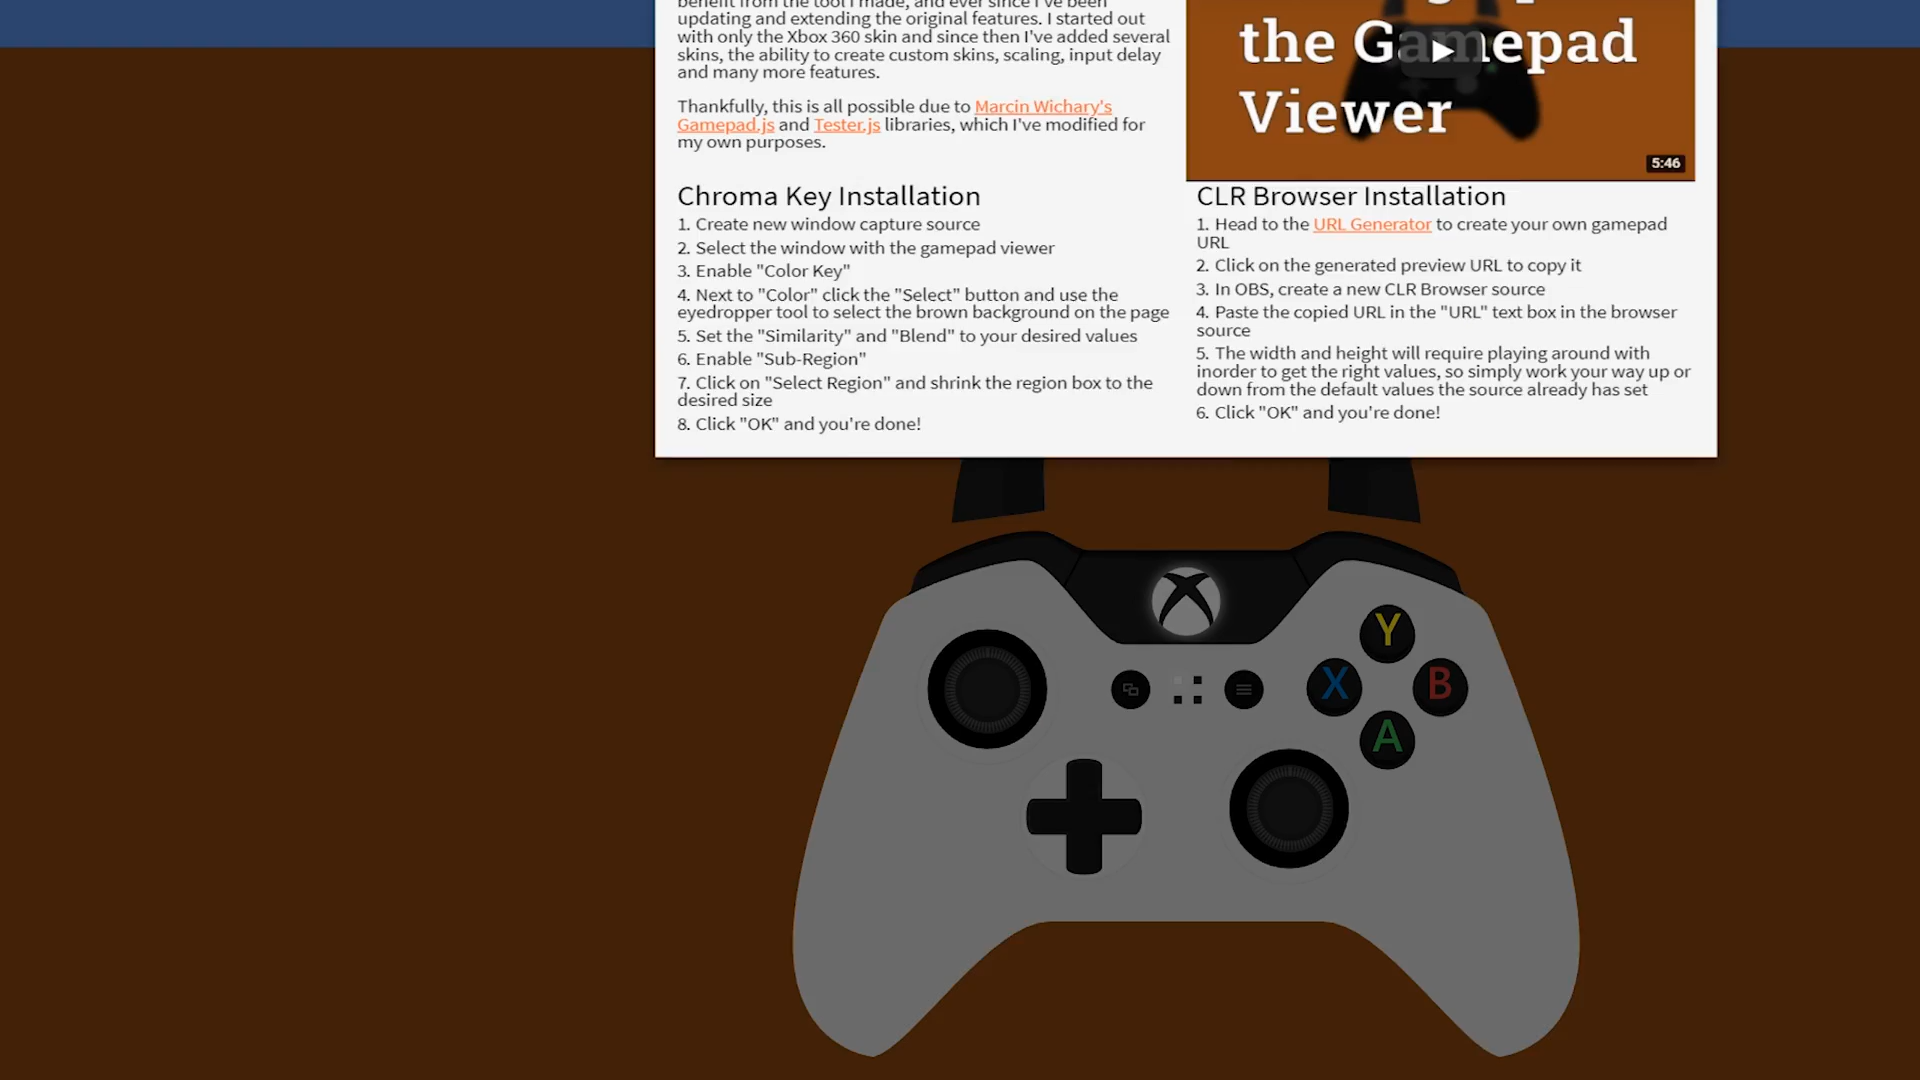 benefit from the tool I made, and ever since I've been
updating and extending the original features. I started out
with only the Xbox 360 skin and since then I've added several
skins, the ability to create custom skins, scaling, input delay
and many more features.
Thankfully, this is all possible due to Marcin Wichary's
Gamepad.js and Tester.js libraries, which I've modified for
my own purposes.
the Gamepad
Viewer
5:46
Chroma Key Installation
1. Create new window capture source
2. Select the window with the gamepad viewer
3. Enable "Color Key"
4. Next to "Color" click the "Select" button and use the
eyedropper tool to select the brown background on the page
5. Set the "Similarity" and "Blend" to your desired values
6. Enable "Sub-Region"
7. Click on "Select Region" and shrink the region box to the
desired size
8. Click "OK" and you're done!
CLR Browser Installation
1. Head to the URL Generator to create your own gamepad
URL
2. Click on the generated preview URL to copy it
3. In OBS, create a new CLR Browser source
4. Paste the copied URL in the "URL" text box in the browser
source
5. The width and height will require playing around with
inorder to get the right values, so simply work your way up or
down from the default values the source already has set
6. Click "OK" and you're done!
Y
X
B
A